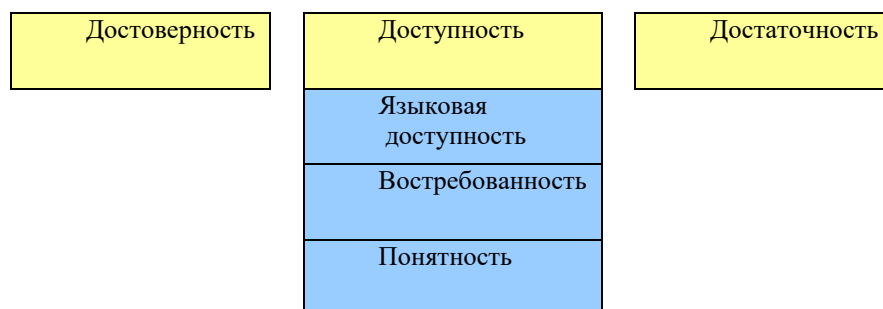 Достоверность
Доступность
Достаточность
Языковая
доступность
Востребованность
Понятность